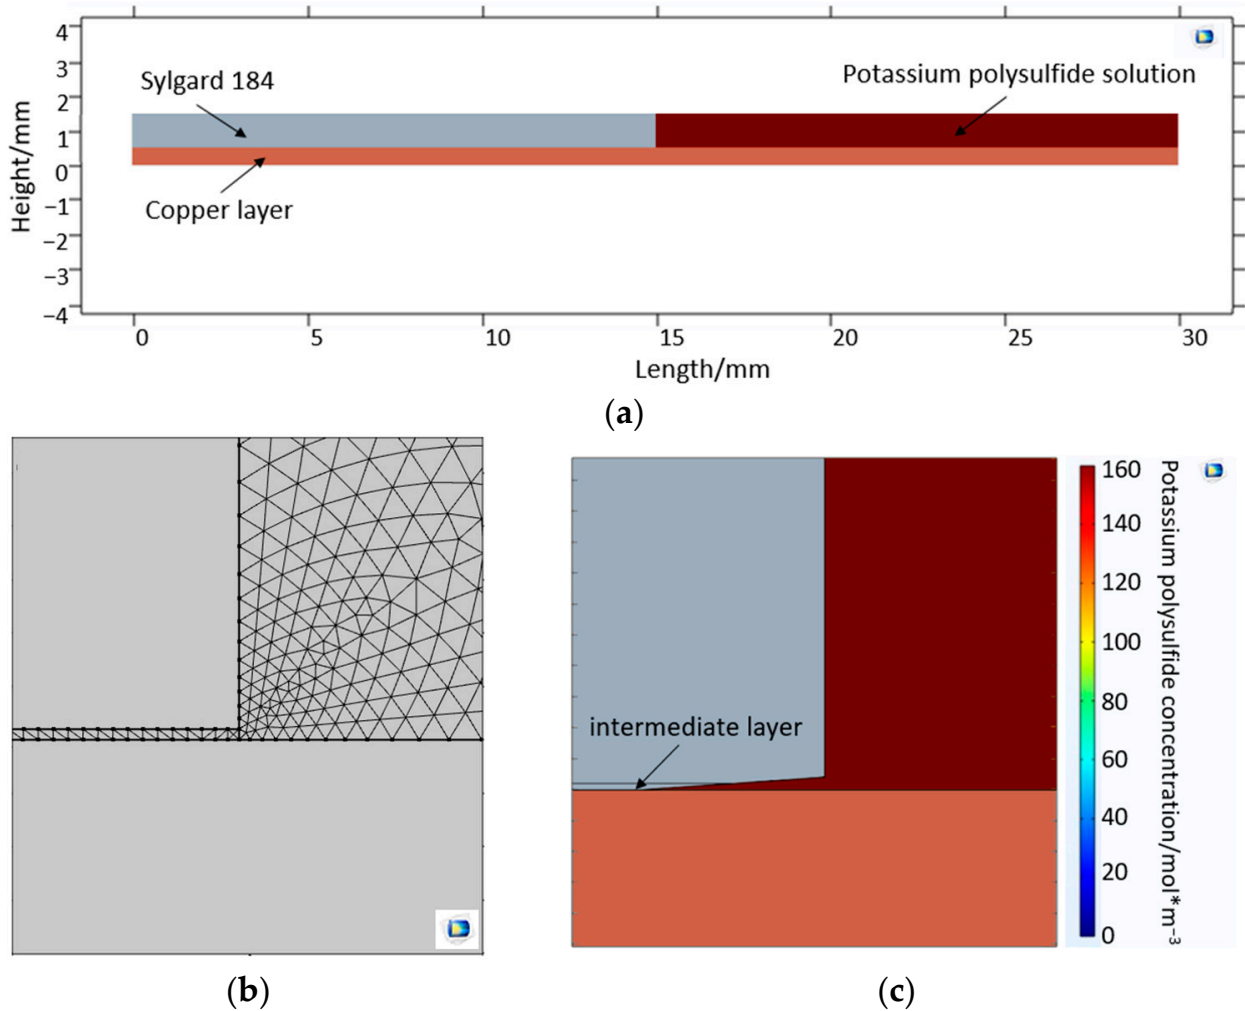 4
3
2
1
0
−1
−2
−3
−4
Height/mm
Sylgard 184
Potassium polysulfide solution
Copper layer
0 5 10 15 20 25 30
Length/mm
(a)
intermediate layer
160
140
120
100
80
60
40
20
0
Potassium polysulfide concentration/mol*m⁻³
(b) (c)